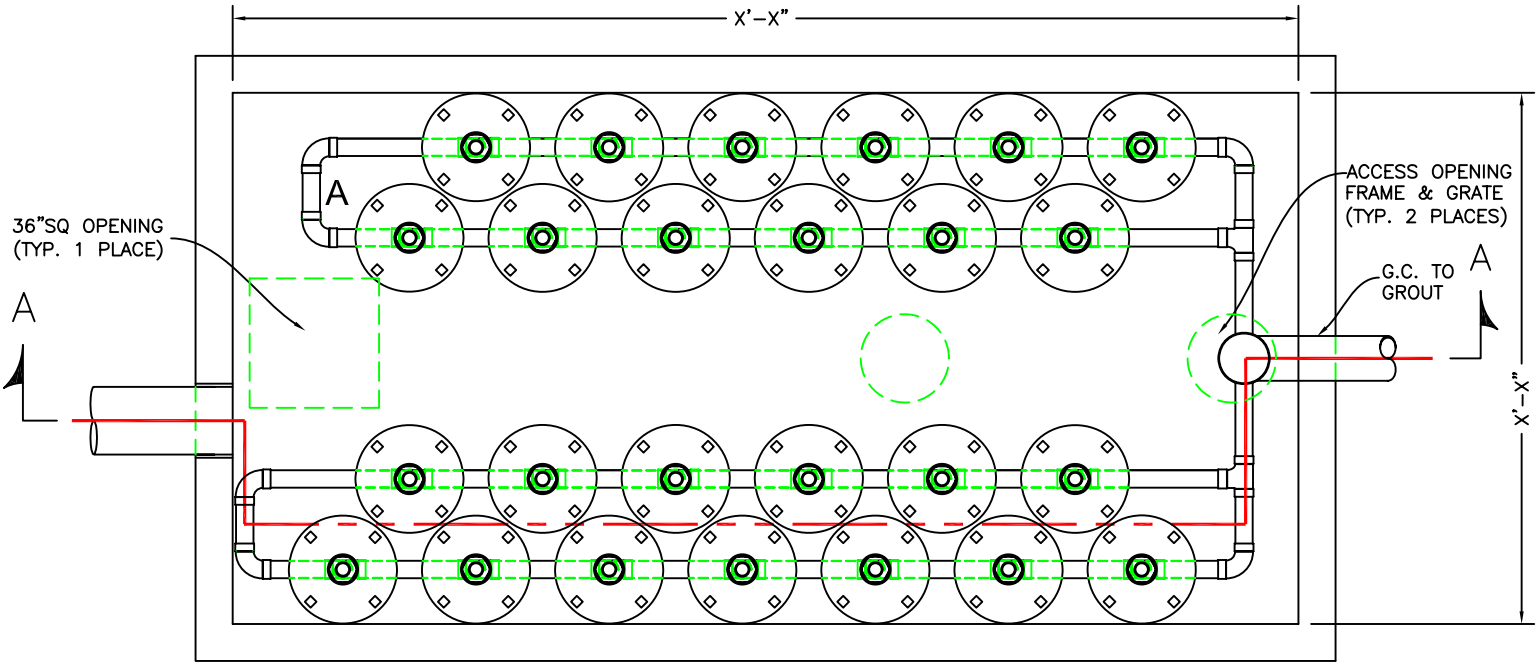 X'-X"
ACCESS OPENING
FRAME & GRATE
(TYP. 2 PLACES)
A
36"SQ OPENING
(TYP. 1 PLACE)
A
G.C. TO
GROUT
A
X'-X"